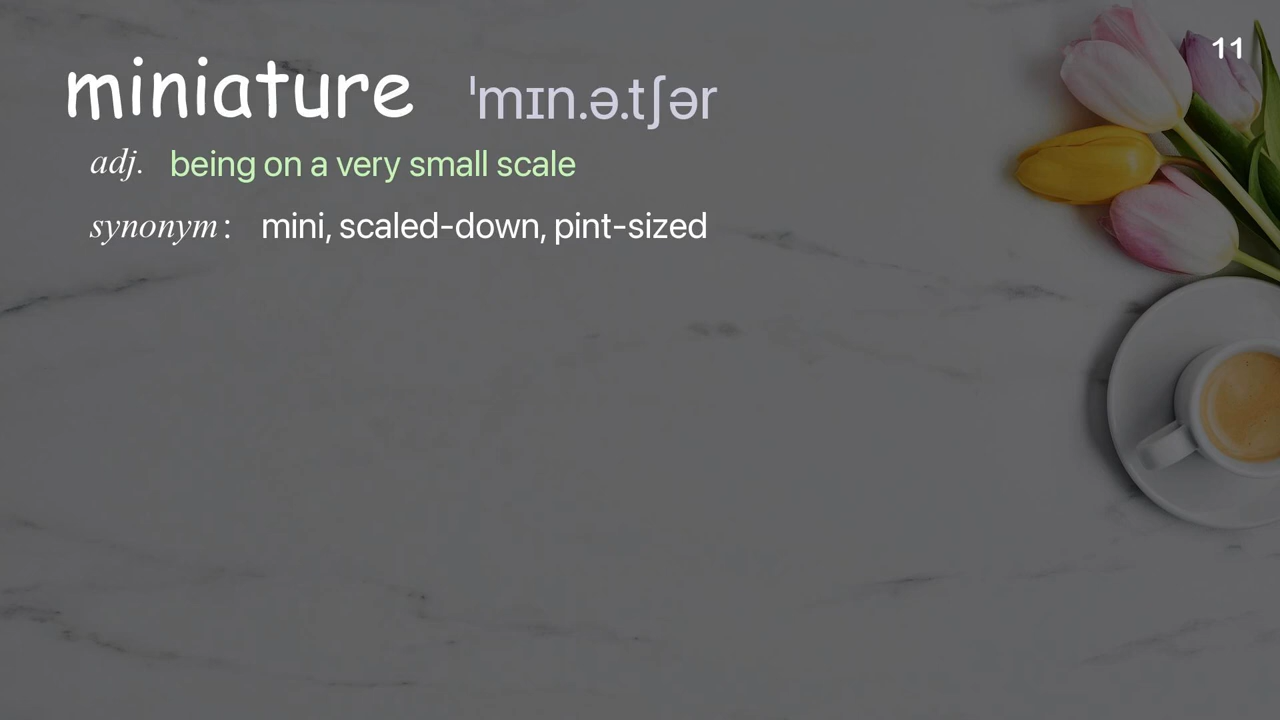 11
miniature ˈmɪn.ə.tʃər
adj. being on a very small scale
synonym: mini, scaled-down, pint-sized